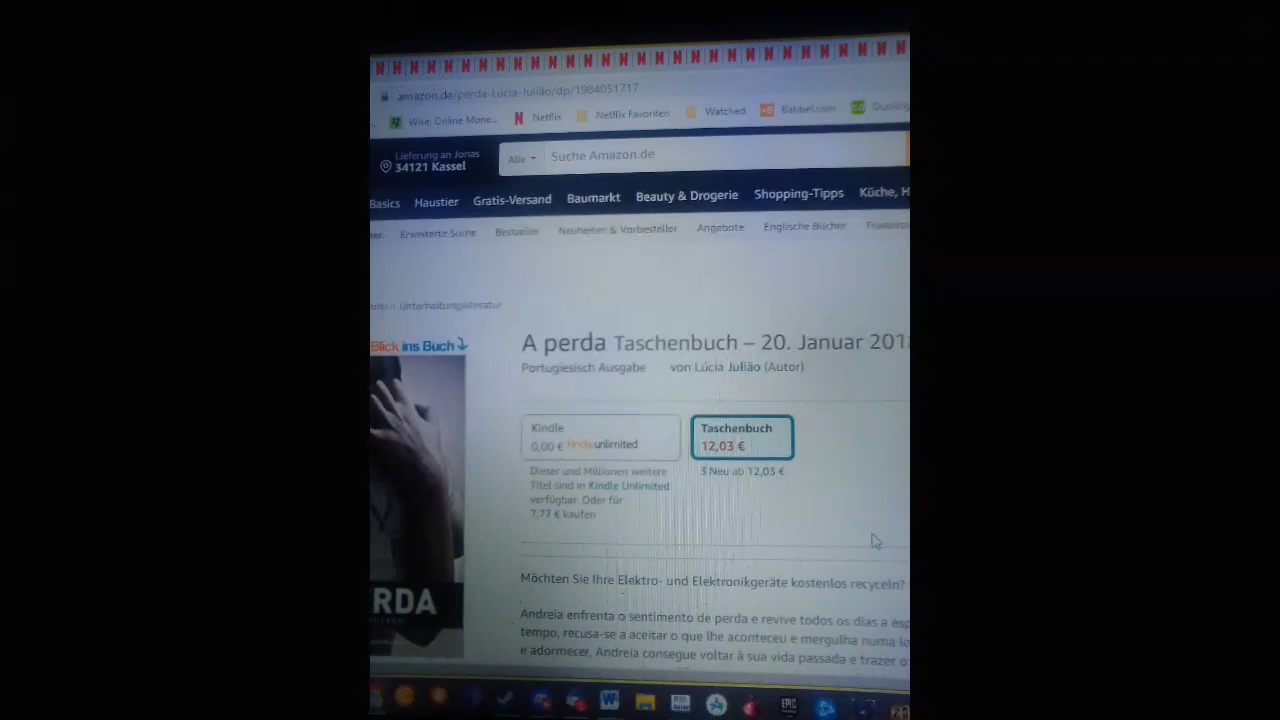 amazon.de/perda-Lúcia-Julião/dp/1984051717
Wise: Online Mone... Netflix Netflix Favoriten Watched Babbel.com
Lieferung an Jonas
34121 Kassel
Alle Suche Amazon.de
Basics Haustier Gratis-Versand Baumarkt Beauty & Drogerie Shopping-Tipps Küche, H
Erweiterte Suche Bestseller Neuheiten & Vorbesteller Angebote Englische Bücher
Unterhaltungsliteratur
Blick ins Buch
A perda Taschenbuch – 20. Januar 201
Portugiesisch Ausgabe von Lúcia Julião (Autor)
Kindle
0,00 € kindleunlimited
Taschenbuch
12,03 €
Dieser und Millionen weitere
Titel sind in Kindle Unlimited
verfügbar. Oder für
7,77 € kaufen
3 Neu ab 12,03 €
Möchten Sie Ihre Elektro- und Elektronikgeräte kostenlos recyceln?
Andreia enfrenta o sentimento de perda e revive todos os dias a esp
tempo, recusa-se a aceitar o que lhe aconteceu e mergulha numa lo
e adormecer, Andreia consegue voltar à sua vida passada e trazer o
RDA
EPIC